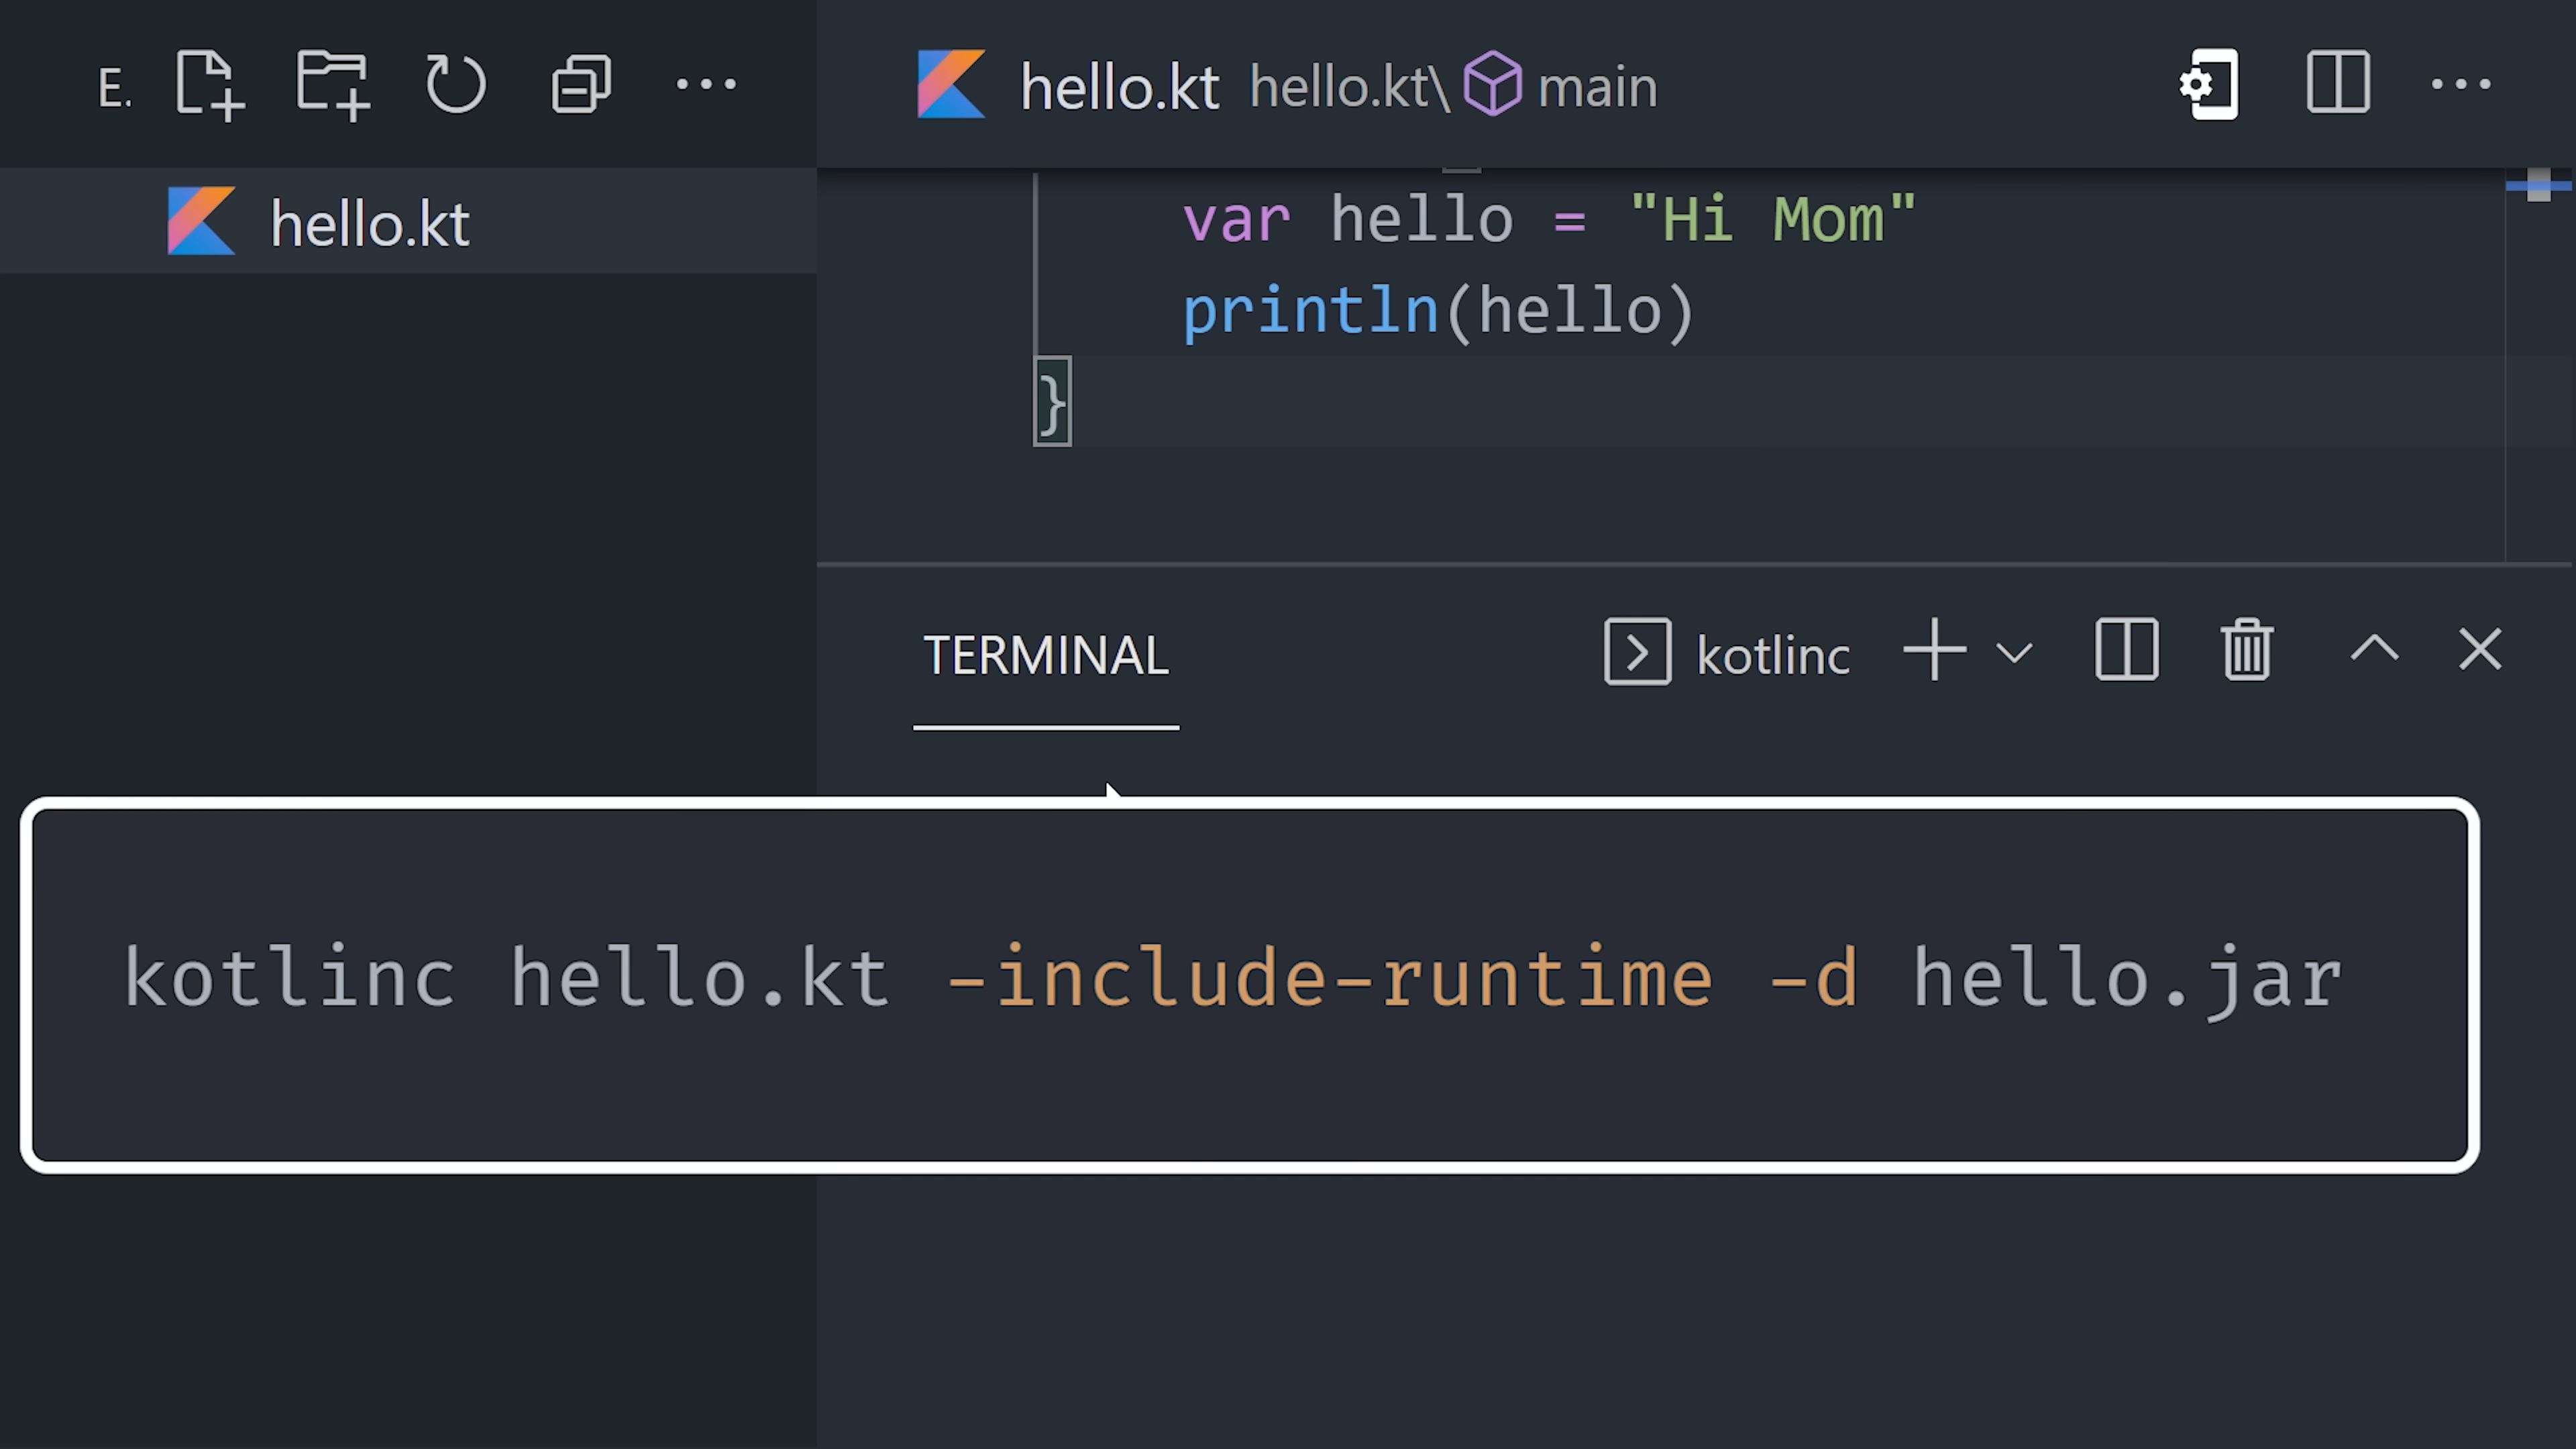 E.
hello.kt hello.kt\ main
hello.kt
var hello = "Hi Mom"
println(hello)
}
TERMINAL
kotlinc
kotlinc hello.kt -include-runtime -d hello.jar